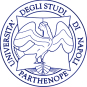 UNIVERSITA' DEGLI STUDI DI NAPOLI
PARTHENOPE